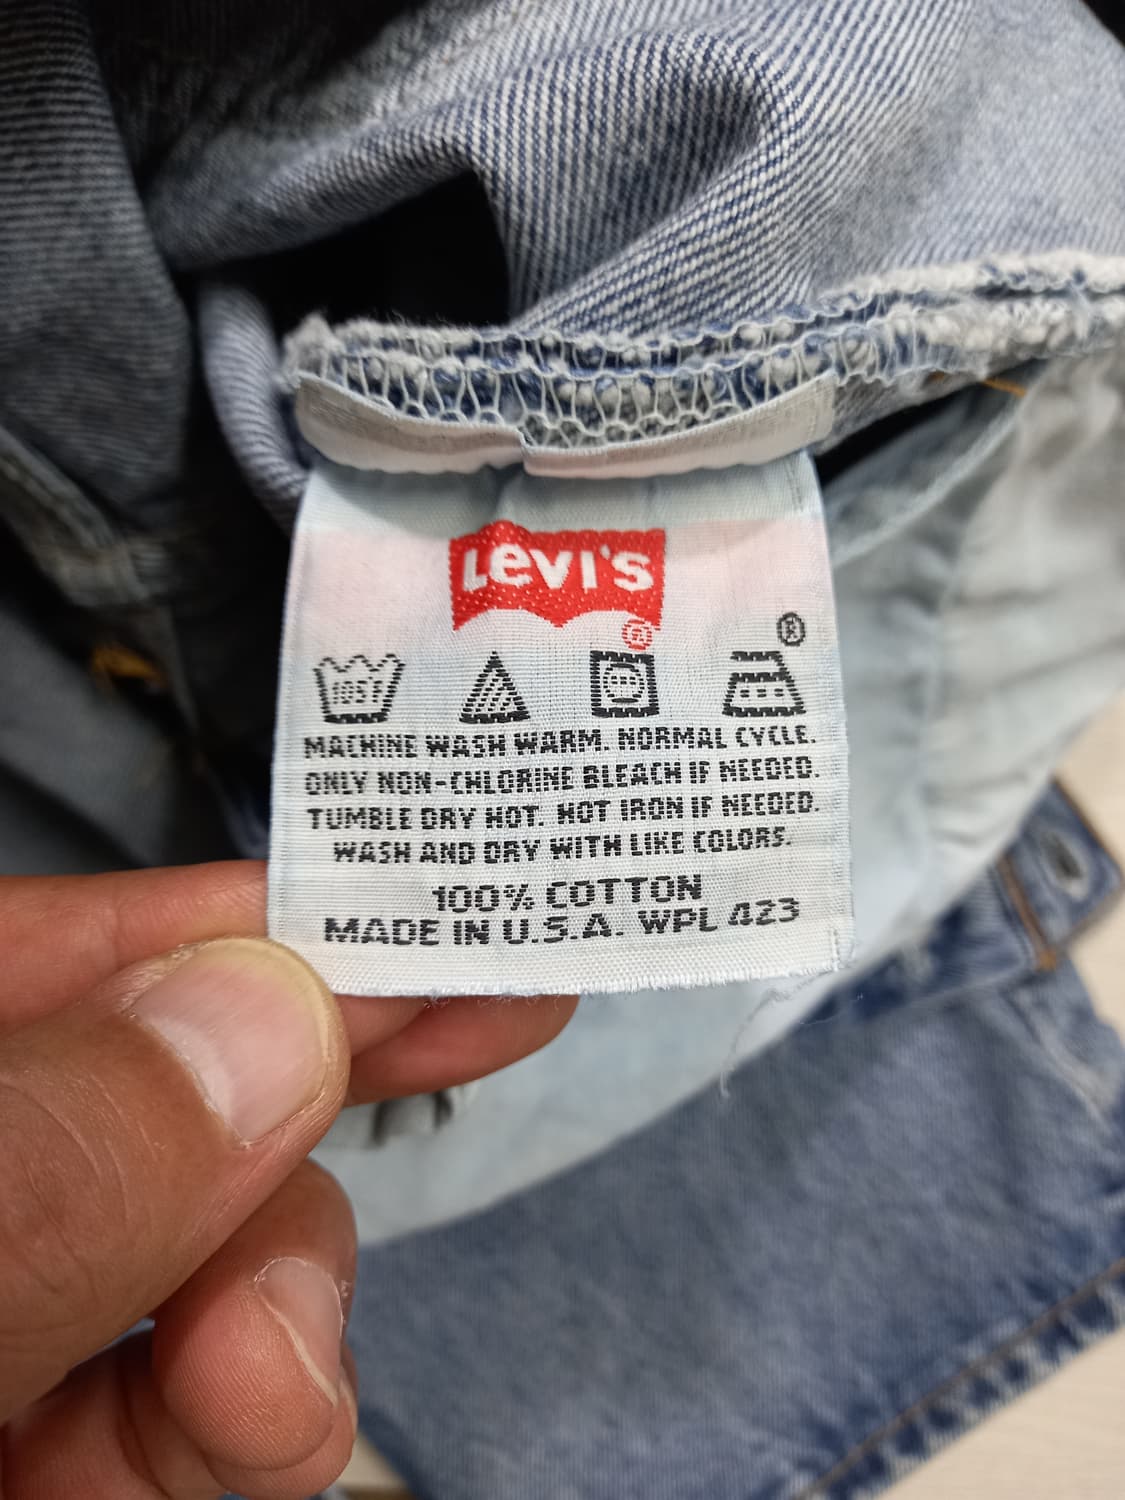 Levi's
®
®
105F
MACHINE WASH WARM. NORMAL CYCLE.
ONLY NON-CHLORINE BLEACH IF NEEDED.
TUMBLE DRY HOT. HOT IRON IF NEEDED.
WASH AND DRY WITH LIKE COLORS.
100% COTTON
MADE IN U.S.A. WPL 423